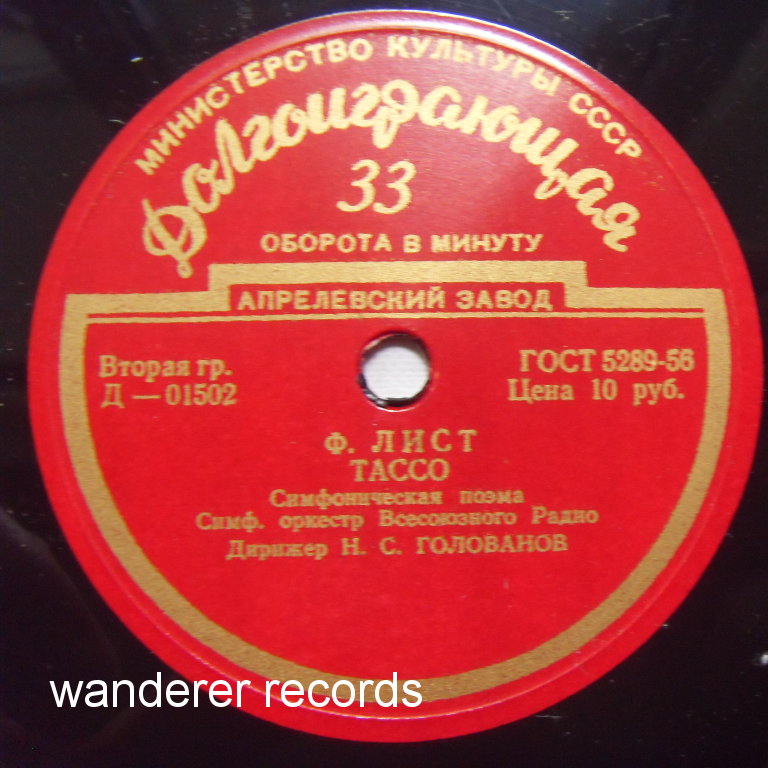 МИНИСТЕРСТВО КУЛЬТУРЫ СССР
Долгоиграющая
33
ОБОРОТА В МИНУТУ
АПРЕЛЕВСКИЙ ЗАВОД
Вторая гр.
Д — 01502
ГОСТ 5289-56
Цена 10 руб.
Ф. ЛИСТ
ТАССО
Симфоническая поэма
Симф. оркестр Всесоюзного Радио
Дирижер Н. С. ГОЛОВАНОВ
wanderer records